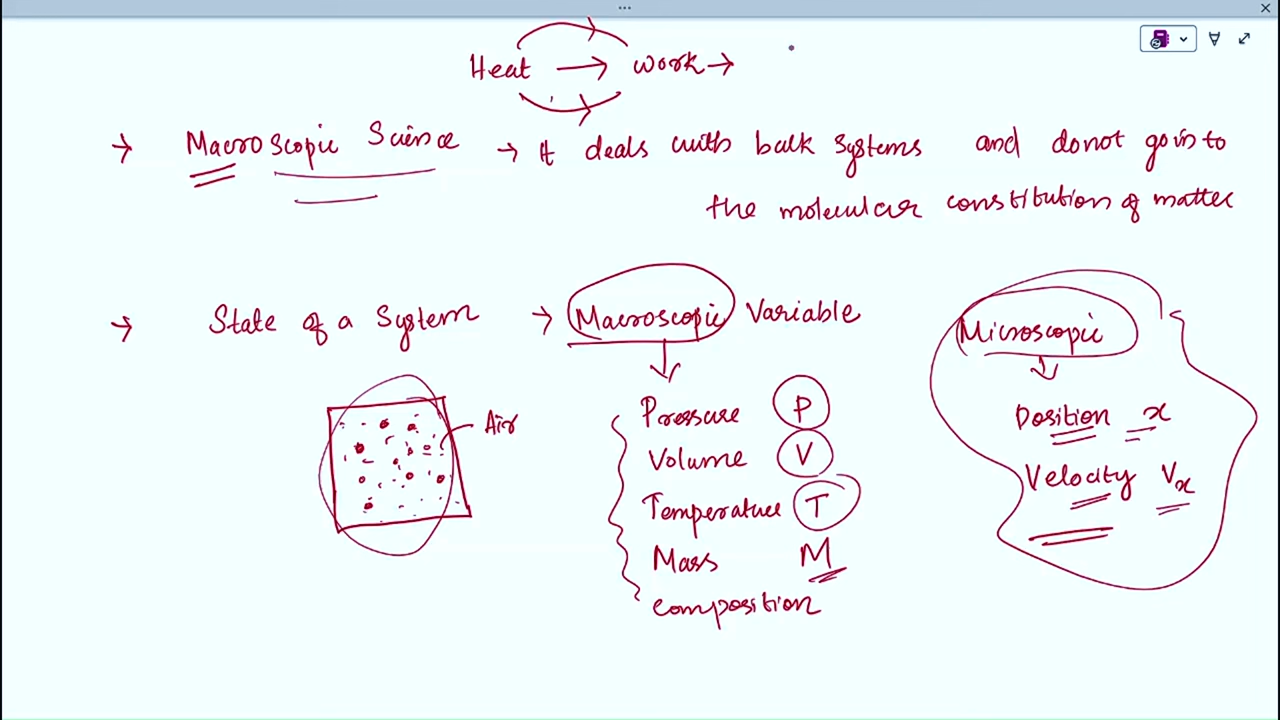 Heat → Work →
→ Macroscopic Science → It deals with bulk systems and donot go in to
the molecular constitution of matter
→ State of a System → Macroscopic Variable
Microscopic
Air
Pressure P
Volume V
Temperature T
Mass M
composition
Position x
Velocity Vx